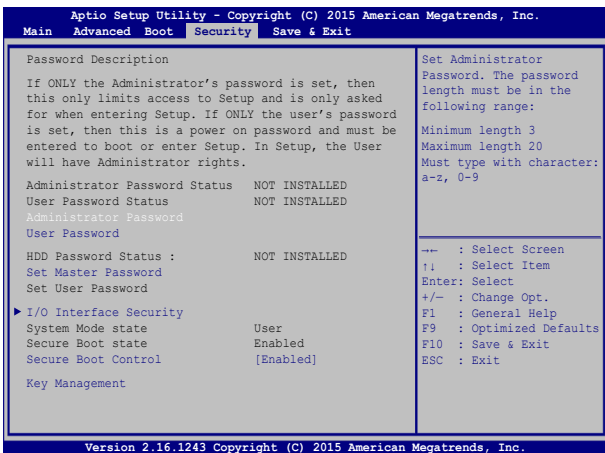 Aptio Setup Utility - Copyright (C) 2015 American Megatrends, Inc.
Main Advanced Boot Security Save & Exit
Password Description
If ONLY the Administrator's password is set, then
this only limits access to Setup and is only asked
for when entering Setup. If ONLY the user's password
is set, then this is a power on password and must be
entered to boot or enter Setup. In Setup, the User
will have Administrator rights.
Administrator Password Status NOT INSTALLED
User Password Status NOT INSTALLED
Administrator Password
User Password
HDD Password Status : NOT INSTALLED
Set Master Password
Set User Password
I/O Interface Security
System Mode state User
Secure Boot state Enabled
Secure Boot Control [Enabled]
Key Management
Set Administrator
Password. The password
length must be in the
following range:
Minimum length 3
Maximum length 20
Must type with character:
a-z, 0-9
→← : Select Screen
↑↓ : Select Item
Enter: Select
+/— : Change Opt.
F1 : General Help
F9 : Optimized Defaults
F10 : Save & Exit
ESC : Exit
Version 2.16.1243 Copyright (C) 2015 American Megatrends, Inc.